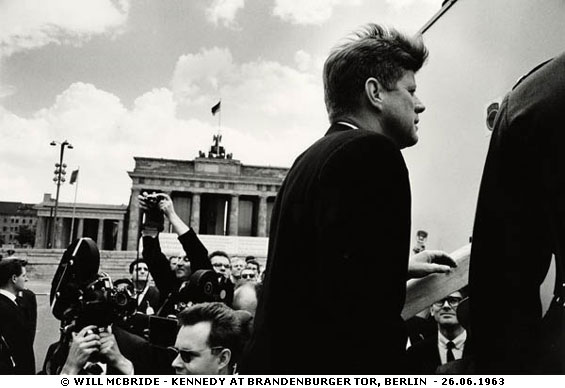 © WILL MCBRIDE - KENNEDY AT BRANDENBURGER TOR, BERLIN - 26.06.1963